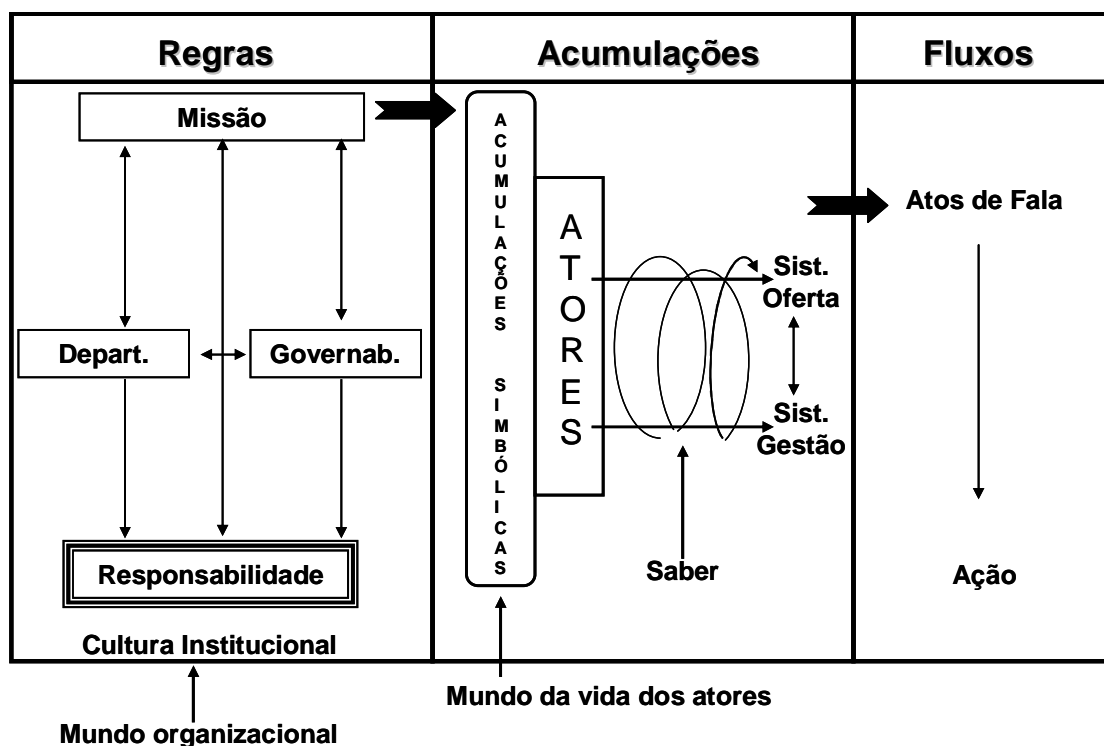 Regras
Acumulações
Fluxos
Missão
Depart.
Governab.
Responsabilidade
Cultura Institucional
Mundo organizacional
ACUMULAÇÕES SIMBÓLICAS
ATORES
Sist.
Oferta
Sist.
Gestão
Saber
Mundo da vida dos atores
Atos de Fala
Ação